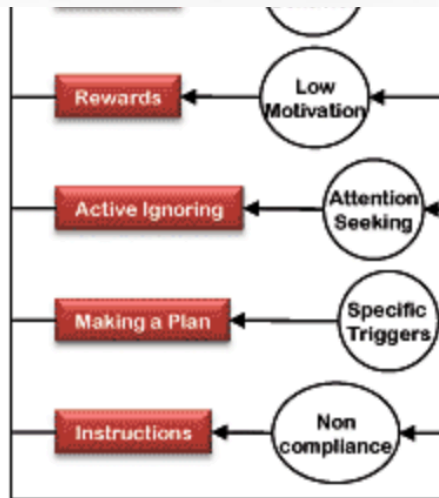 Rewards
Low
Motivation
Active Ignoring
Attention
Seeking
Making a Plan
Specific
Triggers
Instructions
Non
compliance